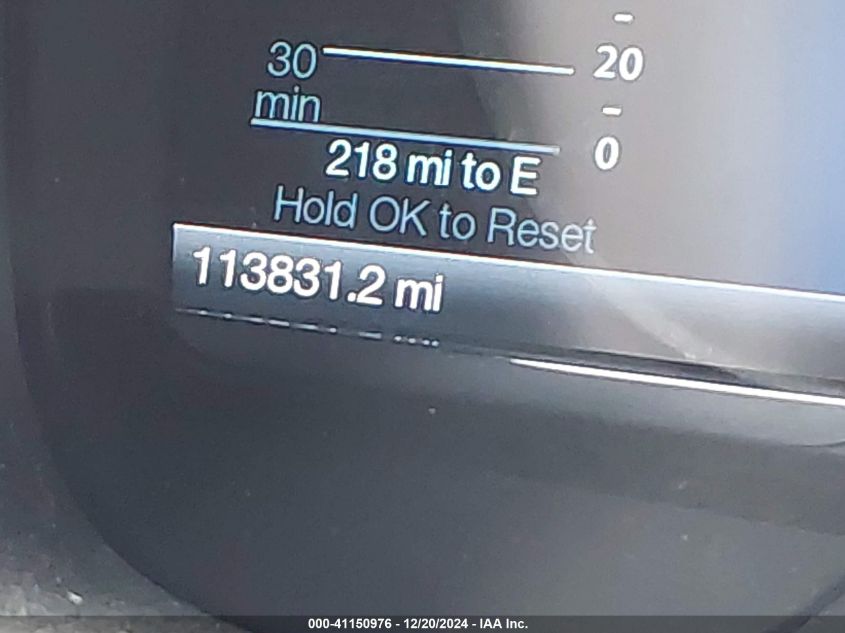 30 20
min
0
218 mi to E
Hold OK to Reset
113831.2 mi
000-41150976 - 12/20/2024 - IAA Inc.